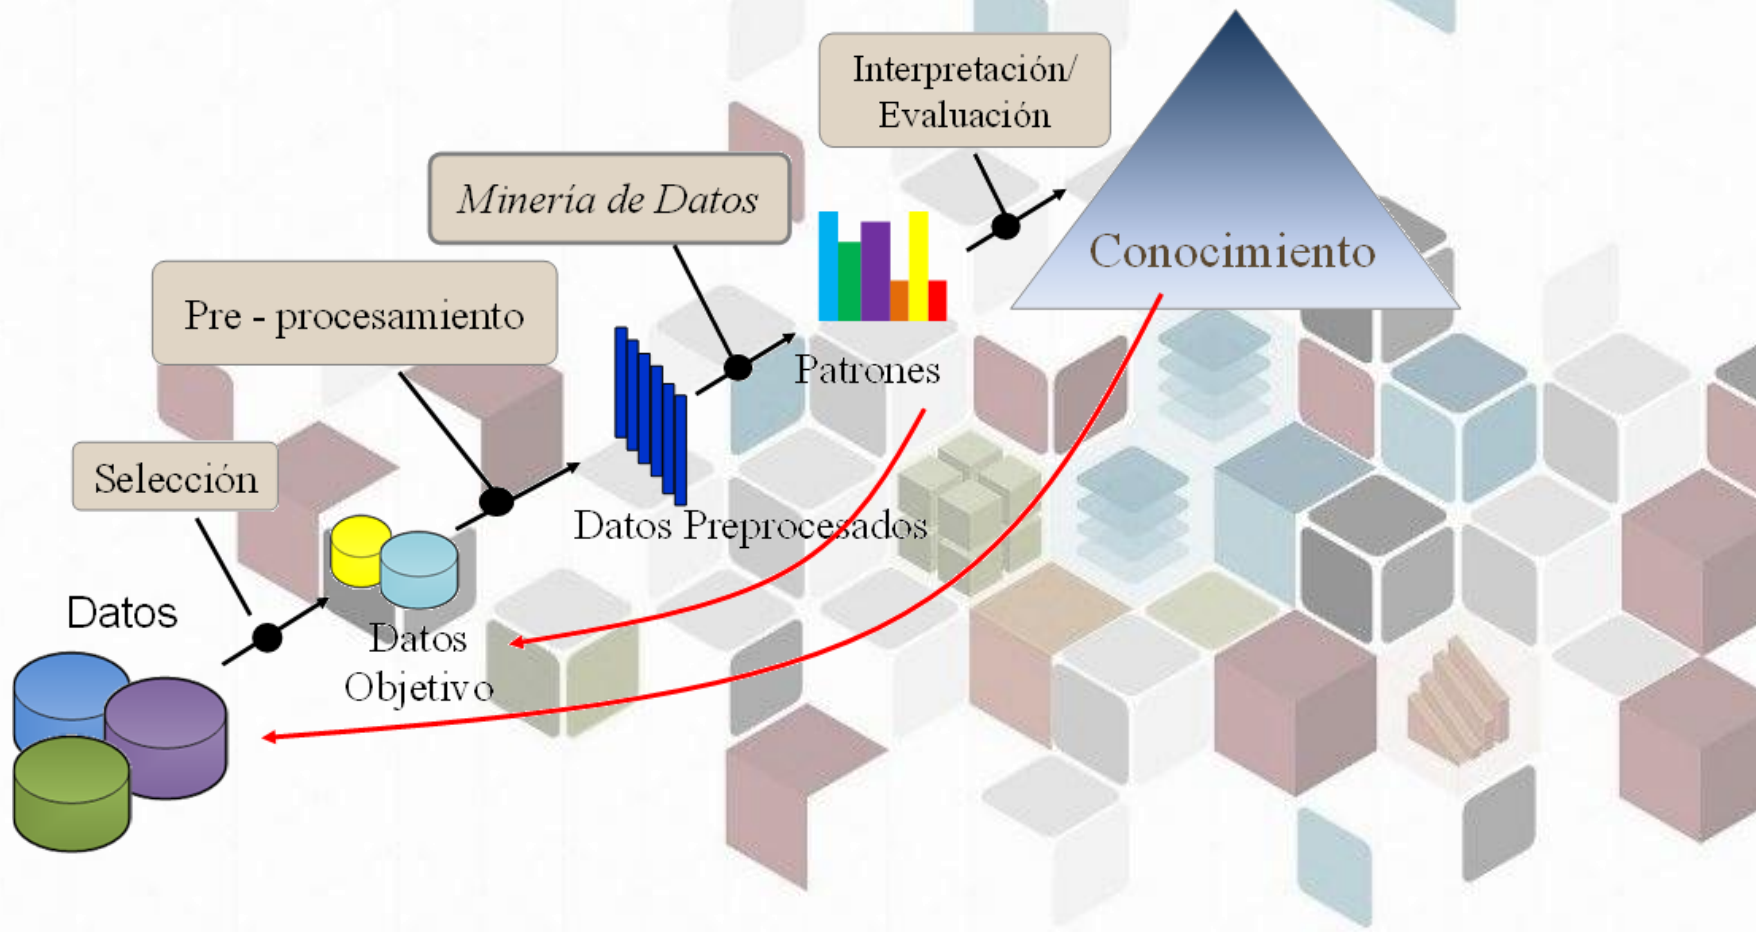 Interpretación/
Evaluación
Minería de Datos
Conocimiento
Pre - procesamiento
Patrones
Selección
Datos Preprocesados
Datos
Datos
Objetivo